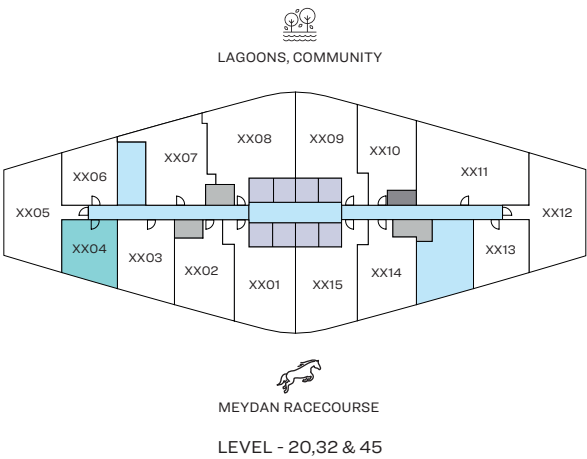 LAGOONS, COMMUNITY
XX08
XX09
XX07
XX10
XX06
XX11
XX05
XX12
XX04
XX03
XX02
XX01
XX15
XX14
XX13
MEYDAN RACECOURSE
LEVEL - 20,32 & 45